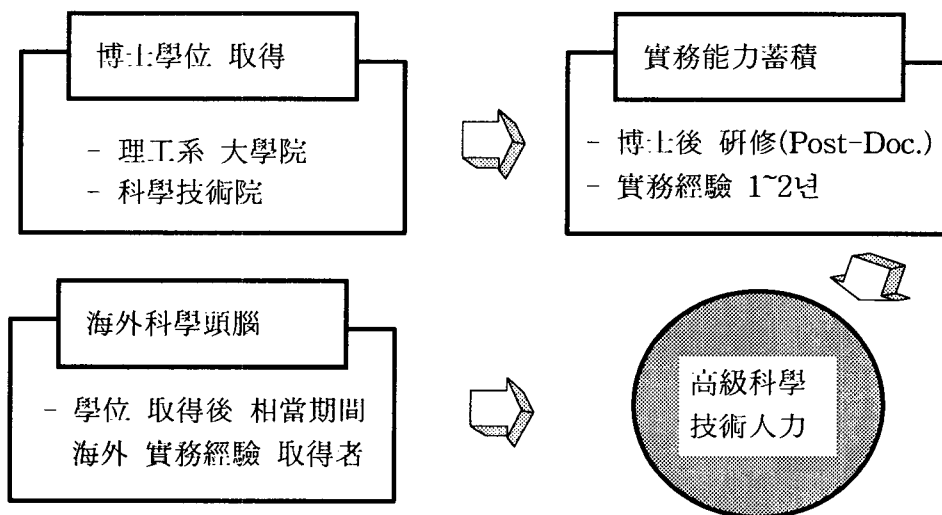 博士學位 取得
- 理工系 大學院
- 科學技術院
實務能力蓄積
- 博士後 硏修(Post-Doc.)
- 實務經驗 1~2년
海外科學頭腦
- 學位 取得後 相當期間
海外 實務經驗 取得者
高級科學
技術人力